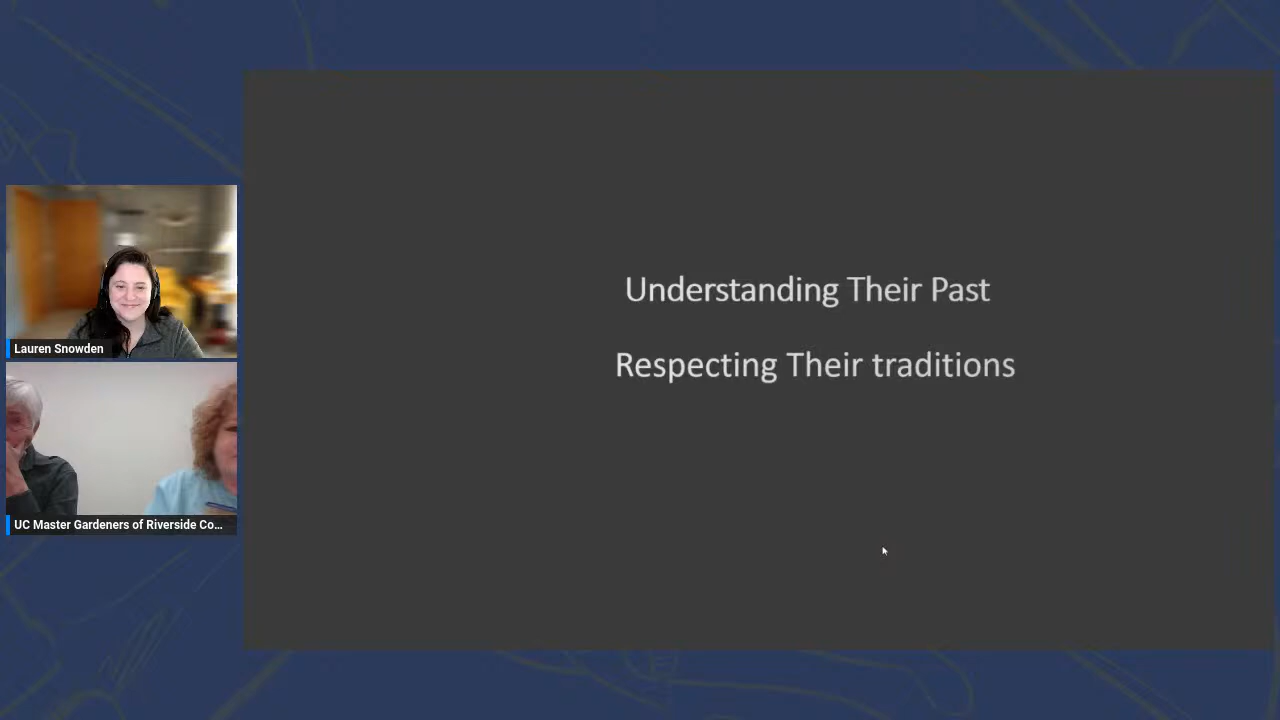 Understanding Their Past
Respecting Their traditions
Lauren Snowden
UC Master Gardeners of Riverside Co...